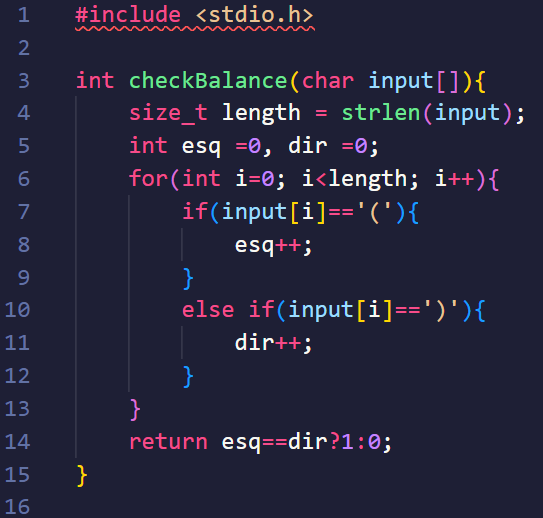 1 #include <stdio.h>
2
3 int checkBalance(char input[]){
4     size_t length = strlen(input);
5     int esq =0, dir =0;
6     for(int i=0; i<length; i++){
7         if(input[i]=='('){
8             esq++;
9         }
10         else if(input[i]==')'){
11             dir++;
12         }
13     }
14     return esq==dir?1:0;
15 }
16